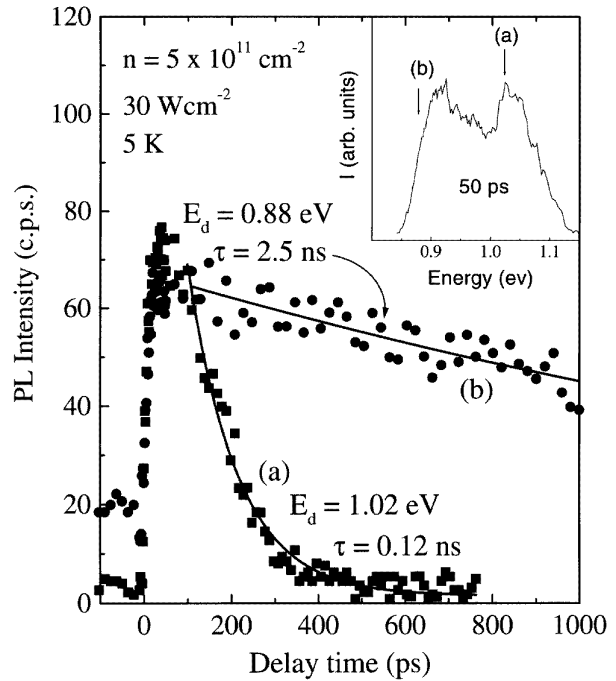 120
100
80
60
40
20
0
PL Intensity (c.p.s.)
n = 5 x 10¹¹ cm⁻²
30 Wcm⁻²
5 K
I (arb. units)
(b)
(a)
50 ps
0.9 1.0 1.1
Energy (ev)
E_d = 0.88 eV
τ = 2.5 ns
(b)
(a)
E_d = 1.02 eV
τ = 0.12 ns
0 200 400 600 800 1000
Delay time (ps)